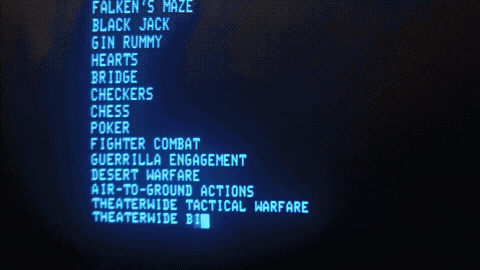 FALKEN'S MAZE
BLACK JACK
GIN RUMMY
HEARTS
BRIDGE
CHECKERS
CHESS
POKER
FIGHTER COMBAT
GUERRILLA ENGAGEMENT
DESERT WARFARE
AIR-TO-GROUND ACTIONS
THEATERWIDE TACTICAL WARFARE
THEATERWIDE BI